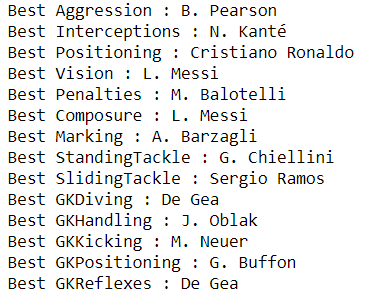 Best Aggression : B. Pearson
Best Interceptions : N. Kanté
Best Positioning : Cristiano Ronaldo
Best Vision : L. Messi
Best Penalties : M. Balotelli
Best Composure : L. Messi
Best Marking : A. Barzagli
Best StandingTackle : G. Chiellini
Best SlidingTackle : Sergio Ramos
Best GKDiving : De Gea
Best GKHandling : J. Oblak
Best GKKicking : M. Neuer
Best GKPositioning : G. Buffon
Best GKReflexes : De Gea